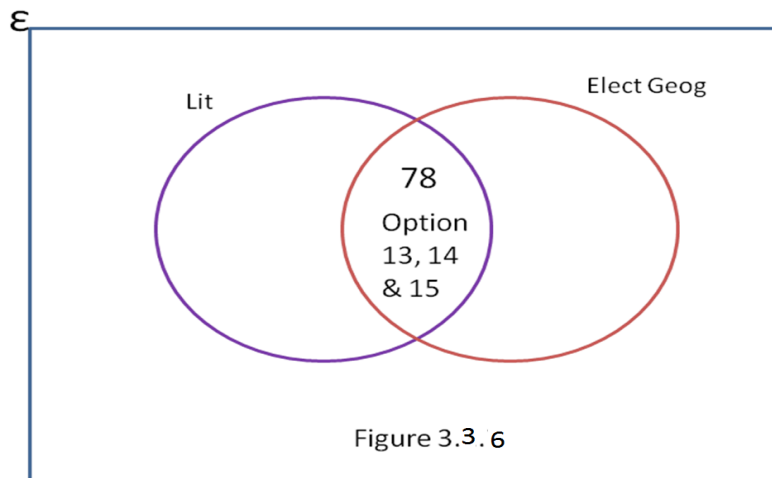 ε
Lit
Elect Geog
78
Option
13, 14
& 15
Figure 3.3.6